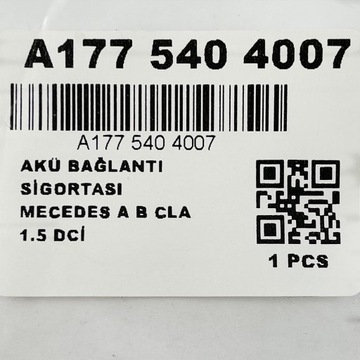 A177 540 4007
A177 540 4007
AKÜ BAĞLANTI
SİGORTASI
MECEDES A B CLA
1.5 DCİ
1 PCS